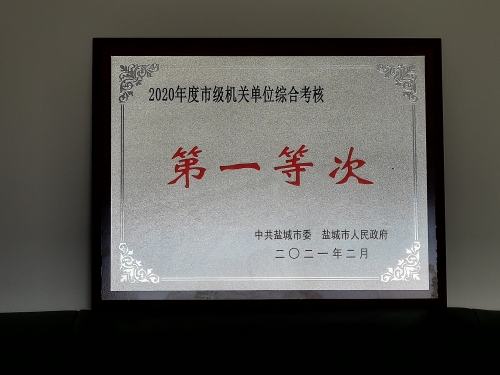 2020年度市级机关单位综合考核
第一等次
中共盐城市委 盐城市人民政府
二〇二一年二月